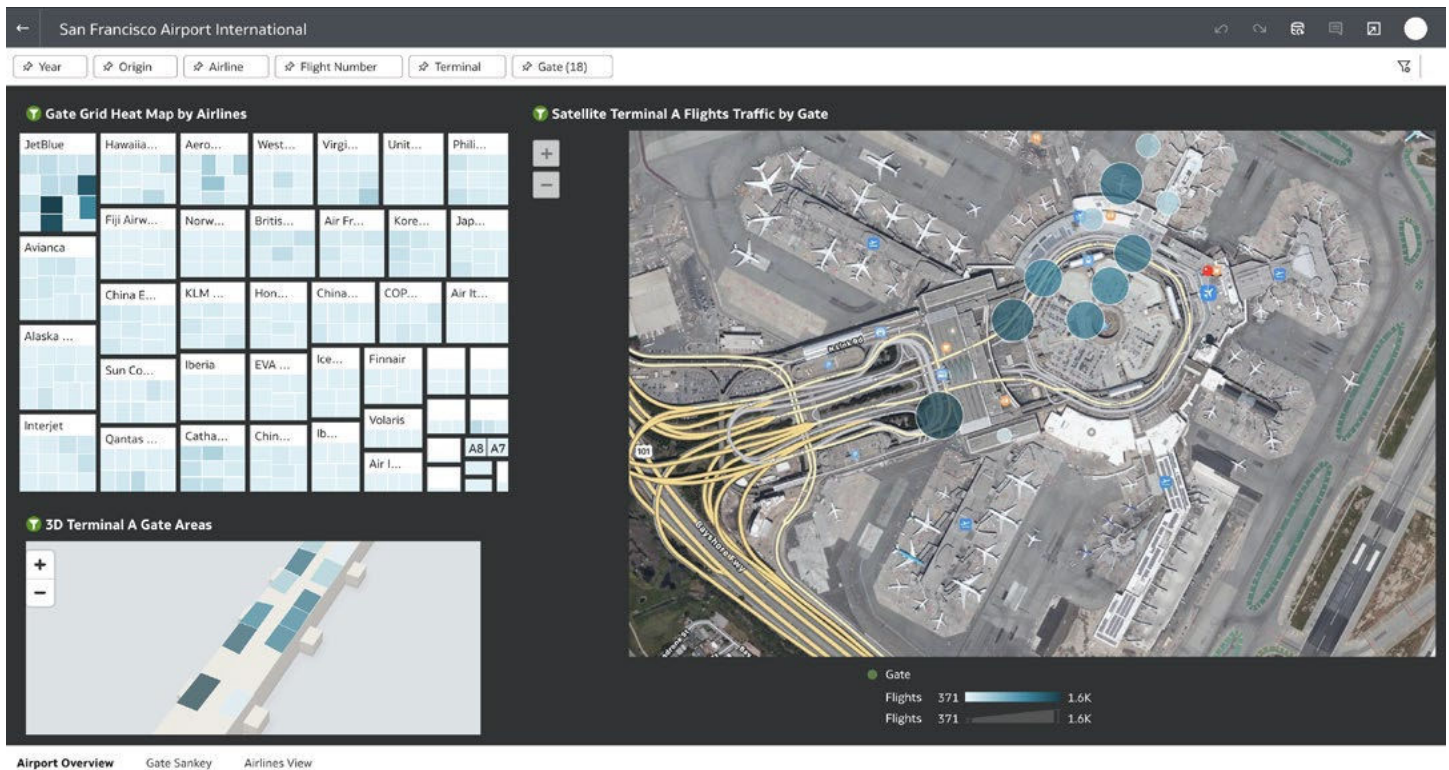 San Francisco Airport International
Year
Origin
Airline
Flight Number
Terminal
Gate (18)
Gate Grid Heat Map by Airlines
JetBlue
Hawaiia...
Aero...
West...
Virgi...
Unit...
Phili...
Fiji Airw...
Norw...
Britis...
Air Fr...
Kore...
Jap...
Avianca
China E...
KLM ...
Hon...
China...
COP...
Air It...
Alaska ...
Sun Co...
Iberia
EVA ...
Ice...
Finnair
Interjet
Qantas ...
Catha...
Chin...
Ib...
Volaris
Air I...
A8
A7
Satellite Terminal A Flights Traffic by Gate
+
−
N Link Rd
101
Bayshore Fwy
Gate
Flights 371 1.6K
Flights 371 1.6K
3D Terminal A Gate Areas
+
−
Airport Overview
Gate Sankey
Airlines View